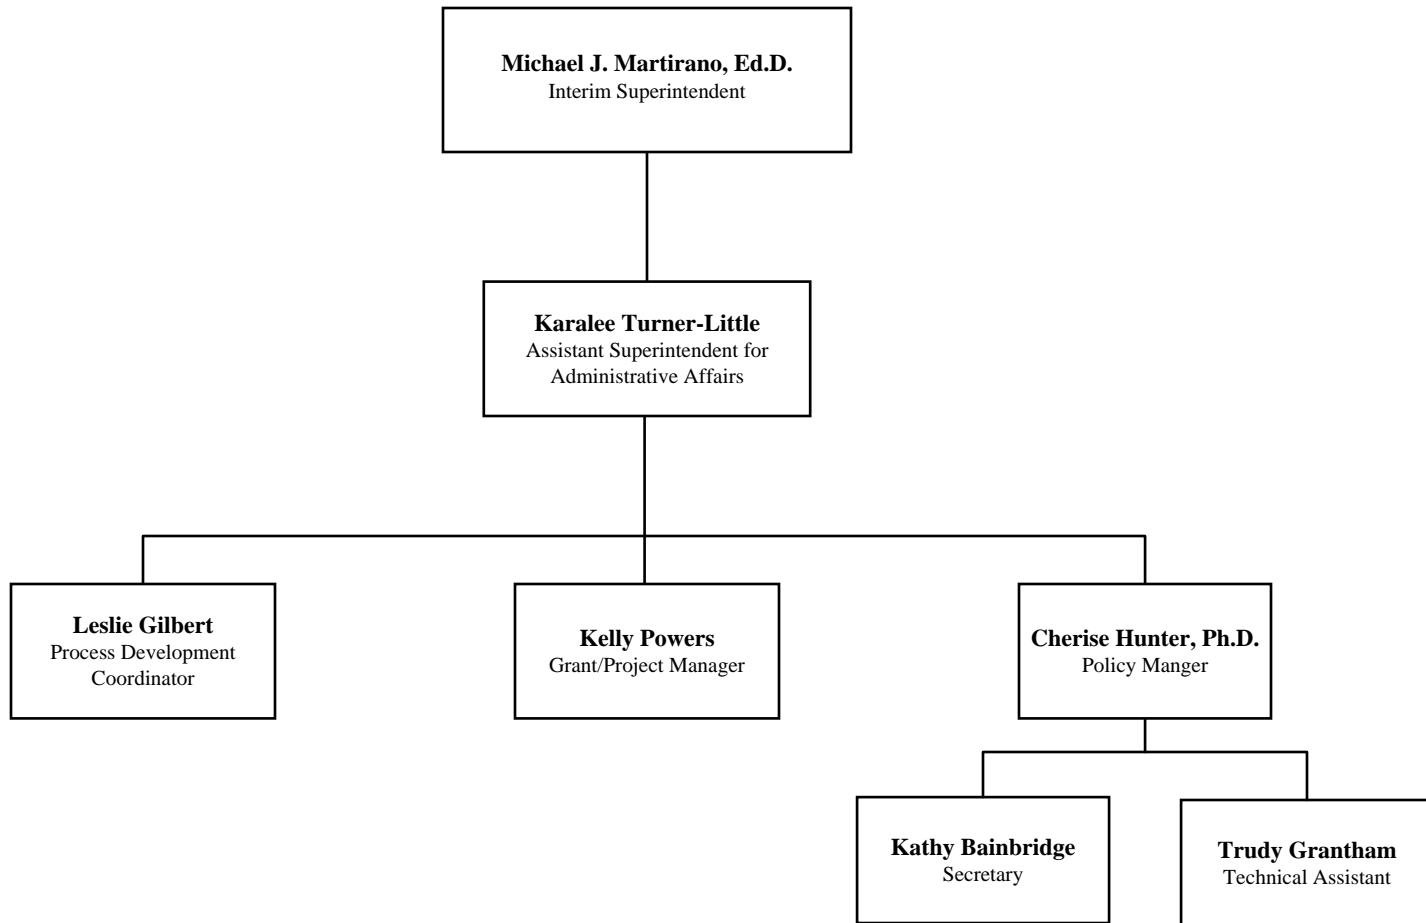 Michael J. Martirano, Ed.D.
Interim Superintendent
Karalee Turner-Little
Assistant Superintendent for
Administrative Affairs
Leslie Gilbert
Process Development
Coordinator
Kelly Powers
Grant/Project Manager
Cherise Hunter, Ph.D.
Policy Manger
Kathy Bainbridge
Secretary
Trudy Grantham
Technical Assistant